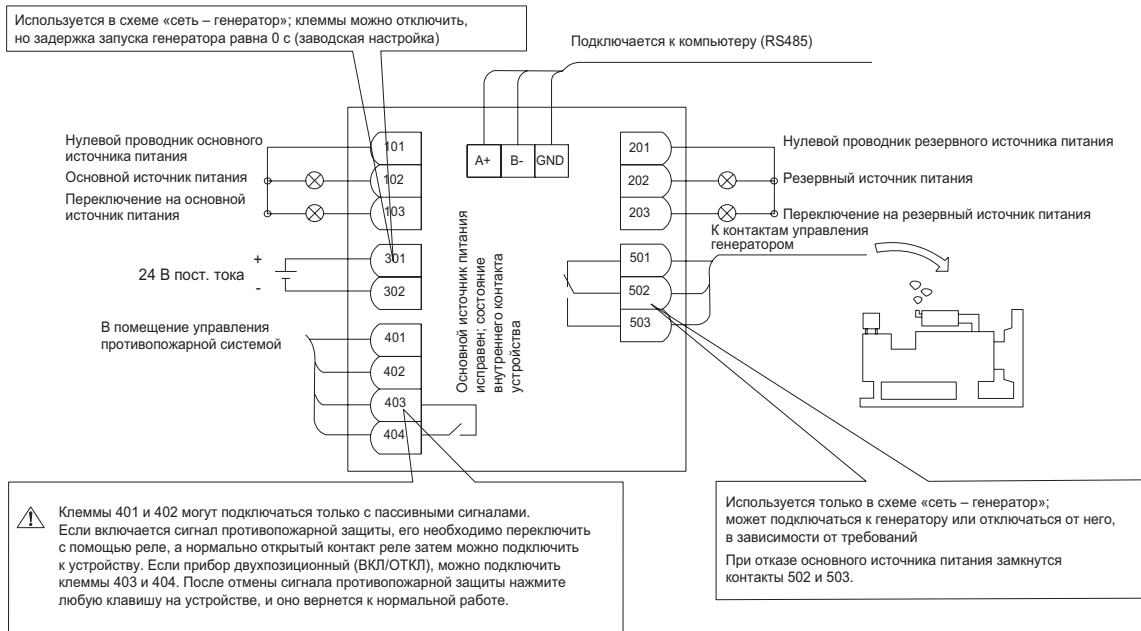 Используется в схеме «сеть – генератор»; клеммы можно отключить,
но задержка запуска генератора равна 0 с (заводская настройка)
Подключается к компьютеру (RS485)
Нулевой проводник основного
источника питания
Основной источник питания
Переключение на основной
источник питания
101
102
103
A+ B- GND
201
202
203
Нулевой проводник резервного источника питания
Резервный источник питания
Переключение на резервный источник питания
24 В пост. тока
+
-
301
302
Основной источник питания
исправен; состояние
внутреннего контакта
устройства
501
502
503
К контактам управления
генератором
В помещение управления
противопожарной системой
401
402
403
404
Клеммы 401 и 402 могут подключаться только с пассивными сигналами.
Если включается сигнал противопожарной защиты, его необходимо переключить
с помощью реле, а нормально открытый контакт реле затем можно подключить
к устройству. Если прибор двухпозиционный (ВКЛ/ОТКЛ), можно подключить
клеммы 403 и 404. После отмены сигнала противопожарной защиты нажмите
любую клавишу на устройстве, и оно вернется к нормальной работе.
Используется только в схеме «сеть – генератор»;
может подключаться к генератору или отключаться от него,
в зависимости от требований
При отказе основного источника питания замкнутся
контакты 502 и 503.